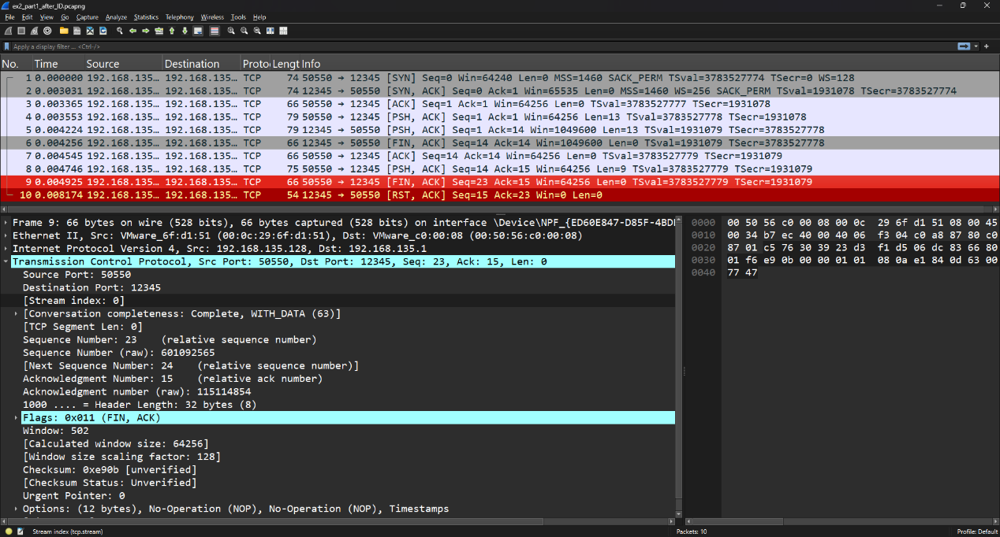 ex2_part1_after_ID.pcapng
File Edit View Go Capture Analyze Statistics Telephony Wireless Tools Help
Apply a display filter ... <Ctrl-/>
No. Time Source Destination Proto Lengt Info
1 0.000000 192.168.135… 192.168.135… TCP 74 50550 → 12345 [SYN] Seq=0 Win=64240 Len=0 MSS=1460 SACK_PERM TSval=3783527774 TSecr=0 WS=128
2 0.003031 192.168.135… 192.168.135… TCP 74 12345 → 50550 [SYN, ACK] Seq=0 Ack=1 Win=65535 Len=0 MSS=1460 WS=256 SACK_PERM TSval=1931078 TSecr=3783527774
3 0.003365 192.168.135… 192.168.135… TCP 66 50550 → 12345 [ACK] Seq=1 Ack=1 Win=64256 Len=0 TSval=3783527777 TSecr=1931078
4 0.003553 192.168.135… 192.168.135… TCP 79 50550 → 12345 [PSH, ACK] Seq=1 Ack=1 Win=64256 Len=13 TSval=3783527778 TSecr=1931078
5 0.004224 192.168.135… 192.168.135… TCP 79 12345 → 50550 [PSH, ACK] Seq=1 Ack=14 Win=1049600 Len=13 TSval=1931079 TSecr=3783527778
6 0.004256 192.168.135… 192.168.135… TCP 66 12345 → 50550 [FIN, ACK] Seq=14 Ack=14 Win=1049600 Len=0 TSval=1931079 TSecr=3783527778
7 0.004545 192.168.135… 192.168.135… TCP 66 50550 → 12345 [ACK] Seq=14 Ack=14 Win=64256 Len=0 TSval=3783527779 TSecr=1931079
8 0.004746 192.168.135… 192.168.135… TCP 75 50550 → 12345 [PSH, ACK] Seq=14 Ack=15 Win=64256 Len=9 TSval=3783527779 TSecr=1931079
9 0.004925 192.168.135… 192.168.135… TCP 66 50550 → 12345 [FIN, ACK] Seq=23 Ack=15 Win=64256 Len=0 TSval=3783527779 TSecr=1931079
10 0.008174 192.168.135… 192.168.135… TCP 54 12345 → 50550 [RST, ACK] Seq=15 Ack=23 Win=0 Len=0
Frame 9: 66 bytes on wire (528 bits), 66 bytes captured (528 bits) on interface \Device\NPF_{ED60E847-D85F-4BD
Ethernet II, Src: VMware_6f:d1:51 (00:0c:29:6f:d1:51), Dst: VMware_c0:00:08 (00:50:56:c0:00:08)
Internet Protocol Version 4, Src: 192.168.135.128, Dst: 192.168.135.1
Transmission Control Protocol, Src Port: 50550, Dst Port: 12345, Seq: 23, Ack: 15, Len: 0
Source Port: 50550
Destination Port: 12345
[Stream index: 0]
[Conversation completeness: Complete, WITH_DATA (63)]
[TCP Segment Len: 0]
Sequence Number: 23 (relative sequence number)
Sequence Number (raw): 601092565
[Next Sequence Number: 24 (relative sequence number)]
Acknowledgment Number: 15 (relative ack number)
Acknowledgment number (raw): 115114854
1000 .... = Header Length: 32 bytes (8)
Flags: 0x011 (FIN, ACK)
Window: 502
[Calculated window size: 64256]
[Window size scaling factor: 128]
Checksum: 0xe90b [unverified]
[Checksum Status: Unverified]
Urgent Pointer: 0
Options: (12 bytes), No-Operation (NOP), No-Operation (NOP), Timestamps
0000 00 50 56 c0 00 08 00 0c 29 6f d1 51 08 00 45
0010 00 34 b7 ec 40 00 40 06 f3 04 c0 a8 87 80 c0
0020 87 01 c5 76 30 39 23 d3 f1 d5 06 dc 83 66 80
0030 01 f6 e9 0b 00 00 01 01 08 0a e1 84 0d 63 00
0040 77 47
Stream index (tcp.stream)
Packets: 10
Profile: Default